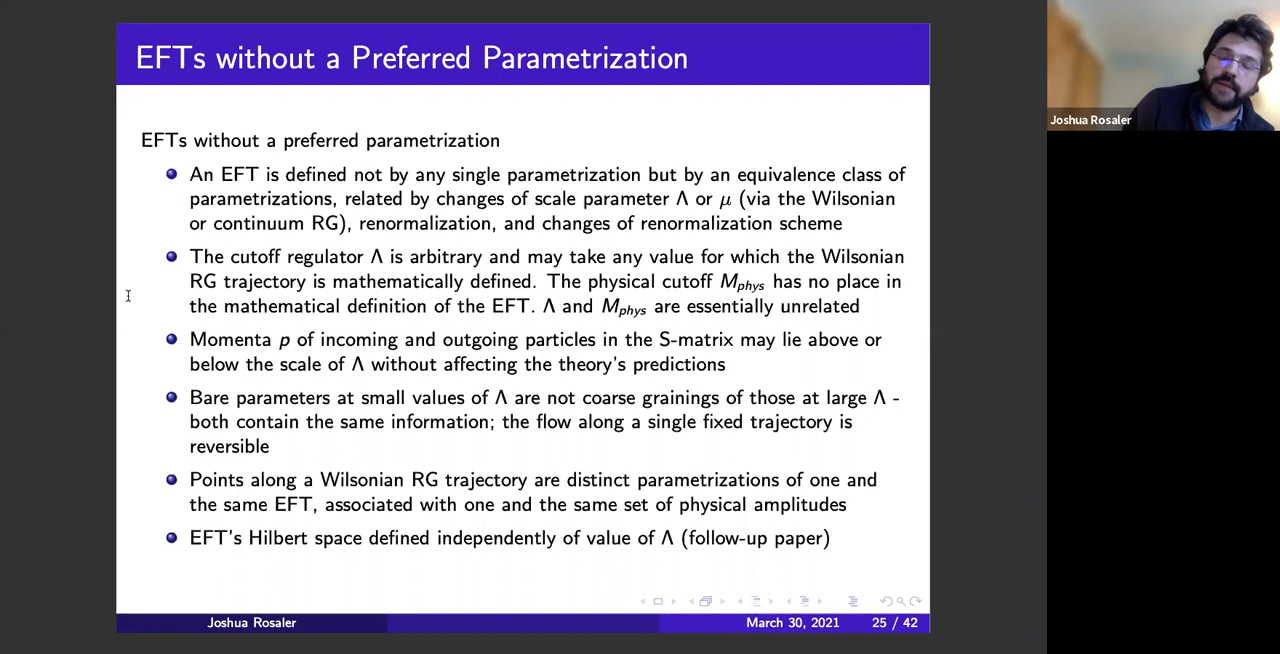 EFTs without a Preferred Parametrization
Joshua Rosaler
EFTs without a preferred parametrization
An EFT is defined not by any single parametrization but by an equivalence class of
parametrizations, related by changes of scale parameter Λ or μ (via the Wilsonian
or continuum RG), renormalization, and changes of renormalization scheme
The cutoff regulator Λ is arbitrary and may take any value for which the Wilsonian
RG trajectory is mathematically defined. The physical cutoff M_phys has no place in
the mathematical definition of the EFT. Λ and M_phys are essentially unrelated
Momenta p of incoming and outgoing particles in the S-matrix may lie above or
below the scale of Λ without affecting the theory's predictions
Bare parameters at small values of Λ are not coarse grainings of those at large Λ -
both contain the same information; the flow along a single fixed trajectory is
reversible
Points along a Wilsonian RG trajectory are distinct parametrizations of one and
the same EFT, associated with one and the same set of physical amplitudes
EFT's Hilbert space defined independently of value of Λ (follow-up paper)
Joshua Rosaler
March 30, 2021
25 / 42